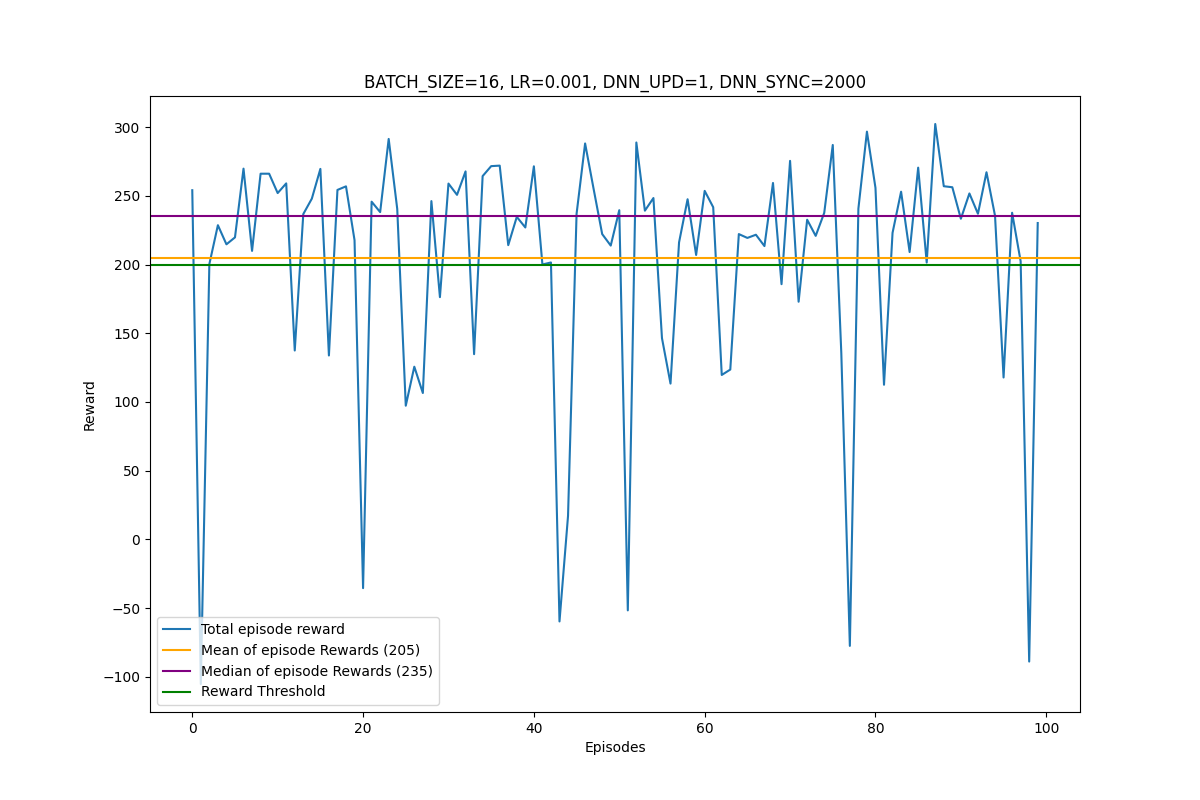 BATCH_SIZE=16, LR=0.001, DNN_UPD=1, DNN_SYNC=2000
300
250
200
150
100
50
0
−50
−100
Reward
Total episode reward
Mean of episode Rewards (205)
Median of episode Rewards (235)
Reward Threshold
0 20 40 60 80 100
Episodes